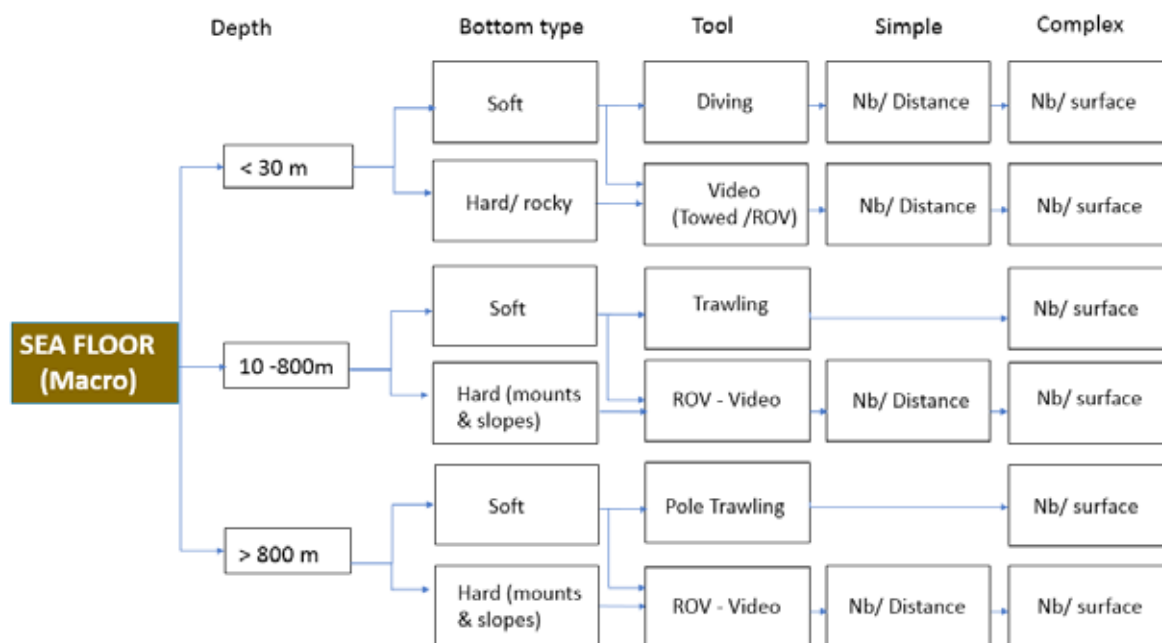 Depth
Bottom type
Tool
Simple
Complex
Soft
Diving
Nb/ Distance
Nb/ surface
< 30 m
Hard/ rocky
Video
(Towed /ROV)
Nb/ Distance
Nb/ surface
Soft
Trawling
Nb/ surface
SEA FLOOR
(Macro)
10 -800m
Hard (mounts
& slopes)
ROV - Video
Nb/ Distance
Nb/ surface
Soft
Pole Trawling
Nb/ surface
> 800 m
Hard (mounts
& slopes)
ROV - Video
Nb/ Distance
Nb/ surface